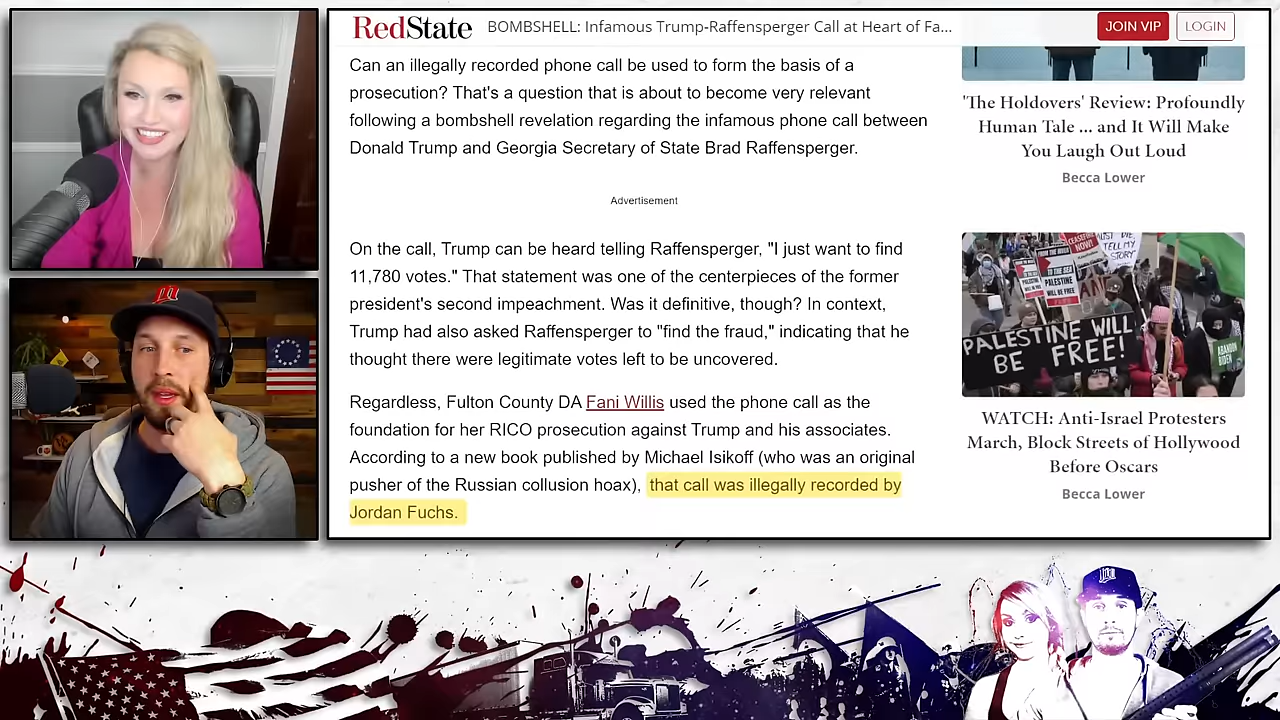 RedState
BOMBSHELL: Infamous Trump-Raffensperger Call at Heart of Fa...
JOIN VIP
LOGIN
Can an illegally recorded phone call be used to form the basis of a
prosecution? That's a question that is about to become very relevant
following a bombshell revelation regarding the infamous phone call between
Donald Trump and Georgia Secretary of State Brad Raffensperger.
Advertisement
On the call, Trump can be heard telling Raffensperger, "I just want to find
11,780 votes." That statement was one of the centerpieces of the former
president's second impeachment. Was it definitive, though? In context,
Trump had also asked Raffensperger to "find the fraud," indicating that he
thought there were legitimate votes left to be uncovered.
Regardless, Fulton County DA Fani Willis used the phone call as the
foundation for her RICO prosecution against Trump and his associates.
According to a new book published by Michael Isikoff (who was an original
pusher of the Russian collusion hoax), that call was illegally recorded by
Jordan Fuchs.
'The Holdovers' Review: Profoundly
Human Tale ... and It Will Make
You Laugh Out Loud
Becca Lower
TELL MY
STORY
PALESTINE WILL
BE FREE!
ABANDON
BIDEN
WATCH: Anti-Israel Protesters
March, Block Streets of Hollywood
Before Oscars
Becca Lower